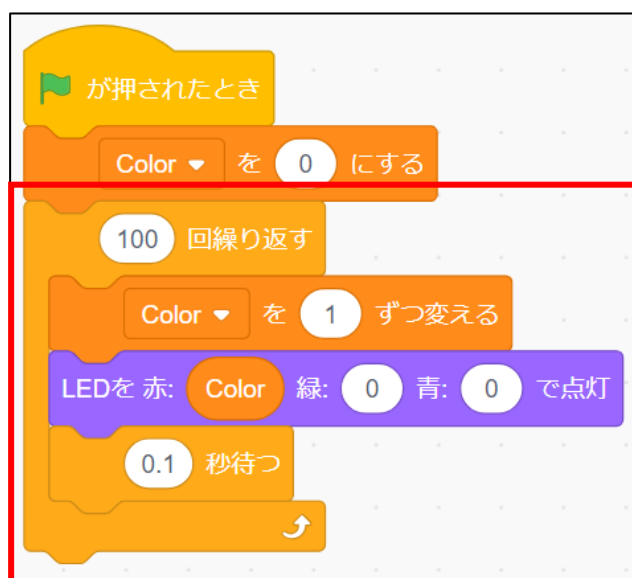 が押されたとき
Color を 0 にする
100 回繰り返す
Color を 1 ずつ変える
LEDを 赤: Color 緑: 0 青: 0 で点灯
0.1 秒待つ